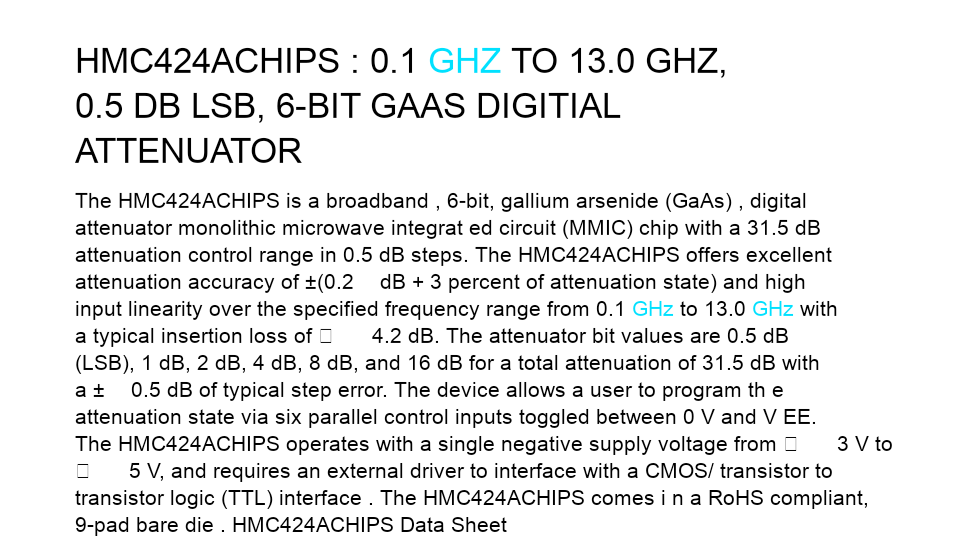 HMC424ACHIPS : 0.1 GHZ TO 13.0 GHZ,
0.5 DB LSB, 6-BIT GAAS DIGITIAL
ATTENUATOR
The HMC424ACHIPS is a broadband , 6-bit, gallium arsenide (GaAs) , digital
attenuator monolithic microwave integrat ed circuit (MMIC) chip with a 31.5 dB
attenuation control range in 0.5 dB steps. The HMC424ACHIPS offers excellent
attenuation accuracy of ±(0.2 dB + 3 percent of attenuation state) and high
input linearity over the specified frequency range from 0.1 GHz to 13.0 GHz with
a typical insertion loss of □ 4.2 dB. The attenuator bit values are 0.5 dB
(LSB), 1 dB, 2 dB, 4 dB, 8 dB, and 16 dB for a total attenuation of 31.5 dB with
a ± 0.5 dB of typical step error. The device allows a user to program th e
attenuation state via six parallel control inputs toggled between 0 V and V EE.
The HMC424ACHIPS operates with a single negative supply voltage from □ 3 V to
□ 5 V, and requires an external driver to interface with a CMOS/ transistor to
transistor logic (TTL) interface . The HMC424ACHIPS comes i n a RoHS compliant,
9-pad bare die . HMC424ACHIPS Data Sheet